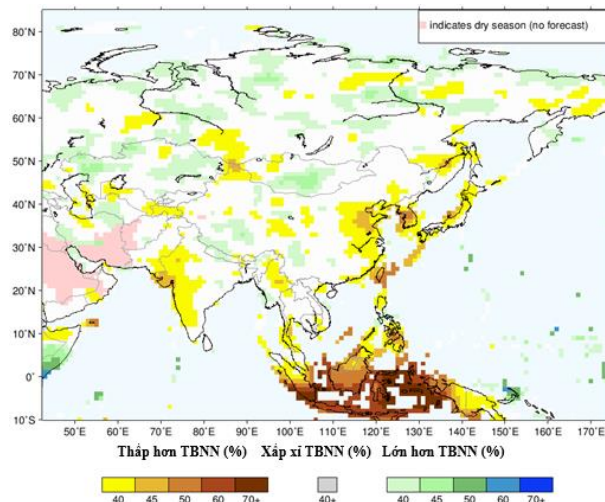 indicates dry season (no forecast)
80°N
70°N
60°N
50°N
40°N
30°N
20°N
10°N
0°
10°S
50°E 60°E 70°E 80°E 90°E 100°E 110°E 120°E 130°E 140°E 150°E 160°E 170°E
Thấp hơn TBNN (%) Xấp xỉ TBNN (%) Lớn hơn TBNN (%)
40 45 50 60 70+ 40+ 40 45 50 60 70+